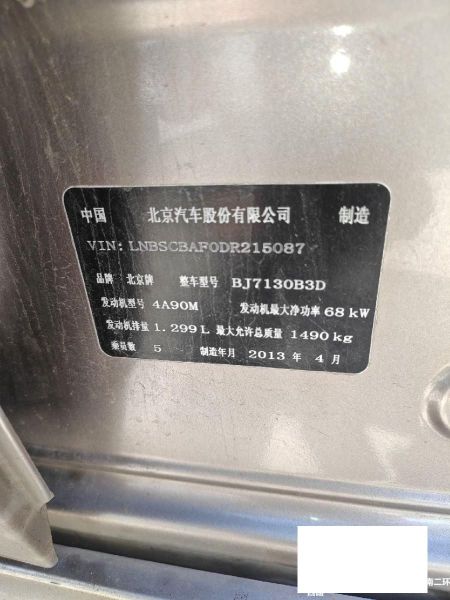 中国 北京汽车股份有限公司 制造
VIN: LNBSCBAF0DR215087
品牌 北京牌 整车型号 BJ7130B3D
发动机型号 4A90M 发动机最大净功率 68 kW
发动机排量 1.299 L 最大允许总质量 1490 kg
乘员数 5 制造年月 2013 年 4 月
南二环